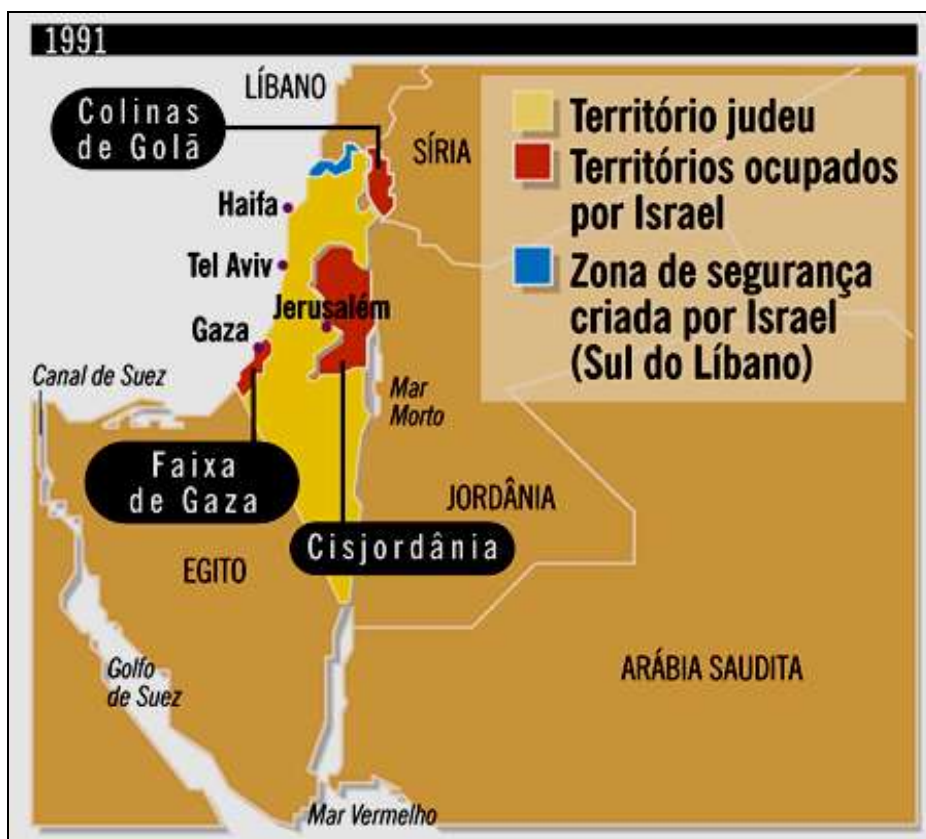 1991
LÍBANO
Colinas
de Golã
SÍRIA
Território judeu
Territórios ocupados
por Israel
Zona de segurança
criada por Israel
(Sul do Líbano)
Haifa
Tel Aviv
Jerusalém
Gaza
Canal de Suez
Mar
Morto
Faixa
de Gaza
JORDÂNIA
Cisjordânia
EGITO
Golfo
de Suez
ARÁBIA SAUDITA
Mar Vermelho